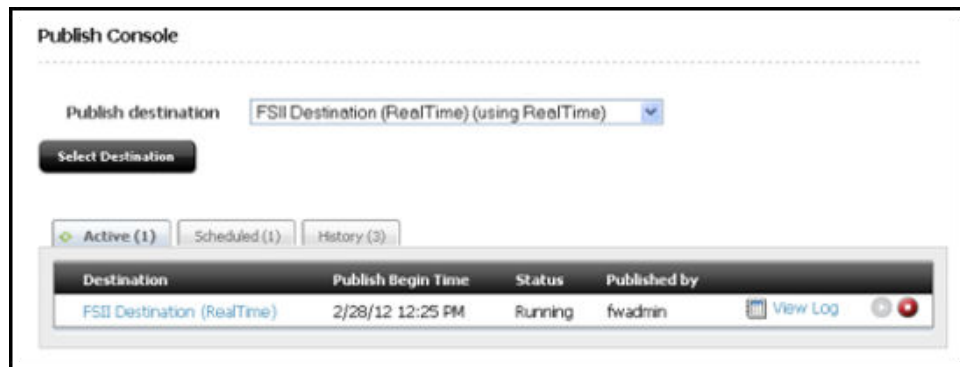 Publish Console
Publish destination FSII Destination (RealTime) (using RealTime)
Select Destination
Active (1) Scheduled (1) History (3)
Destination Publish Begin Time Status Published by
FSII Destination (RealTime) 2/28/12 12:25 PM Running fwadmin View Log